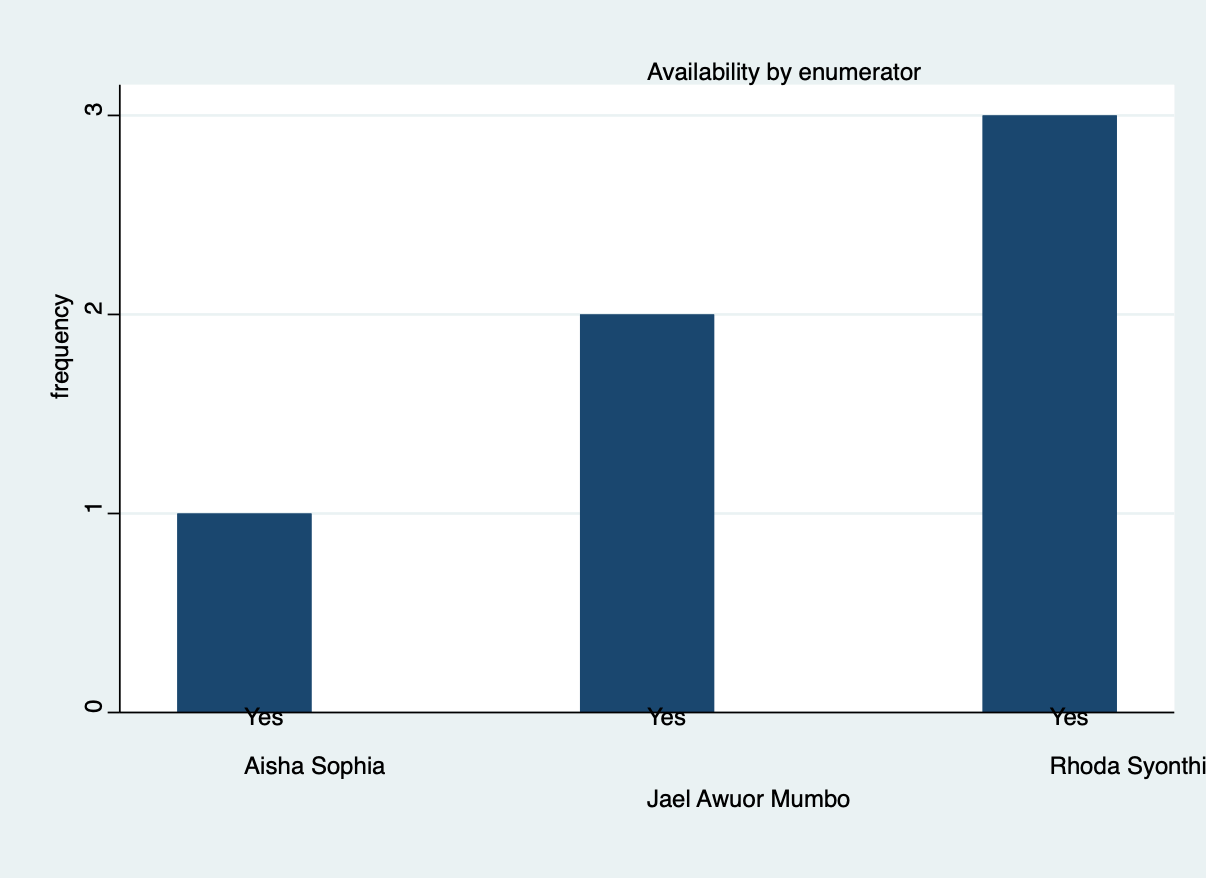 Availability by enumerator
3
2
1
0
frequency
Yes Yes Yes
Aisha Sophia
Jael Awuor Mumbo
Rhoda Syonthi